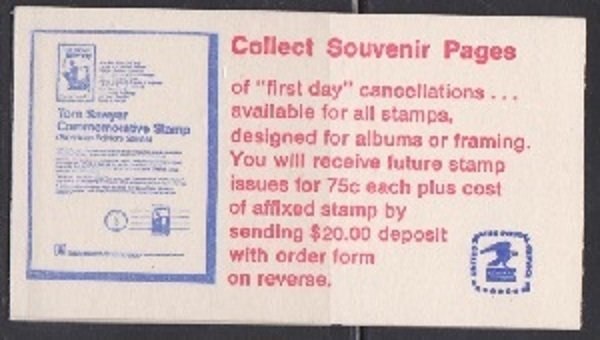 Collect Souvenir Pages
of "first day" cancellations ...
available for all stamps,
designed for albums or framing.
You will receive future stamp
issues for 75c each plus cost
of affixed stamp by
sending $20.00 deposit
with order form
on reverse.
Tom Sawyer
Commemorative Stamp